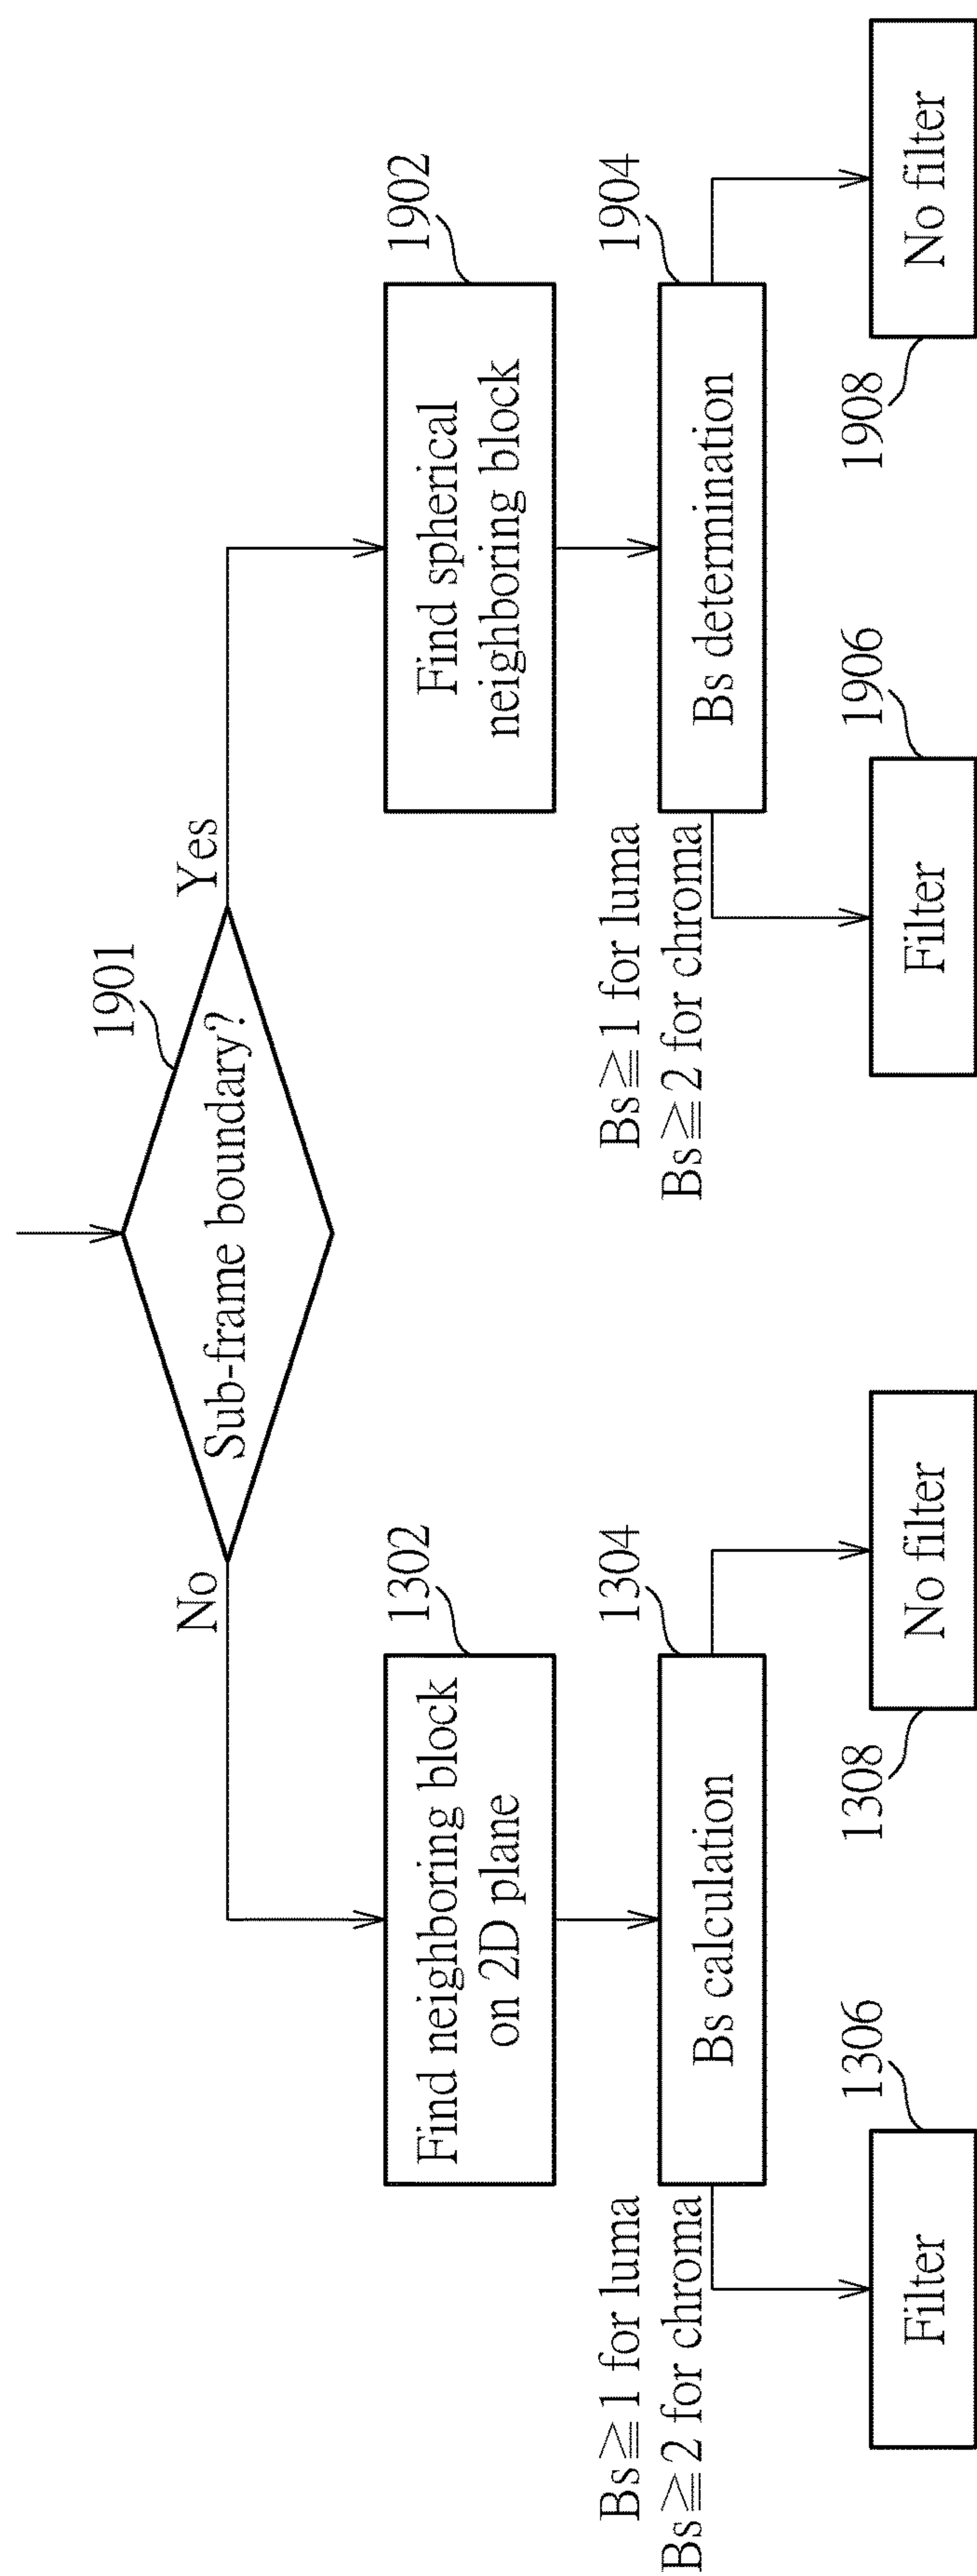 1901
Sub-frame boundary?
No
Yes
1302
Find neighboring block
on 2D plane
1902
Find spherical
neighboring block
1304
Bs calculation
Bs≧1 for luma
Bs≧2 for chroma
1904
Bs determination
Bs≧1 for luma
Bs≧2 for chroma
1306
Filter
1308
No filter
1906
Filter
1908
No filter